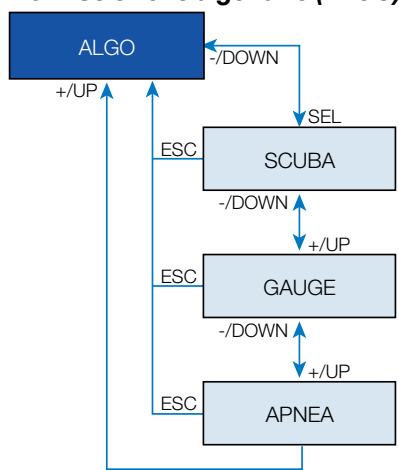 ALGO
-/DOWN
+/UP
SEL
ESC
SCUBA
-/DOWN
+/UP
ESC
GAUGE
-/DOWN
+/UP
ESC
APNEA